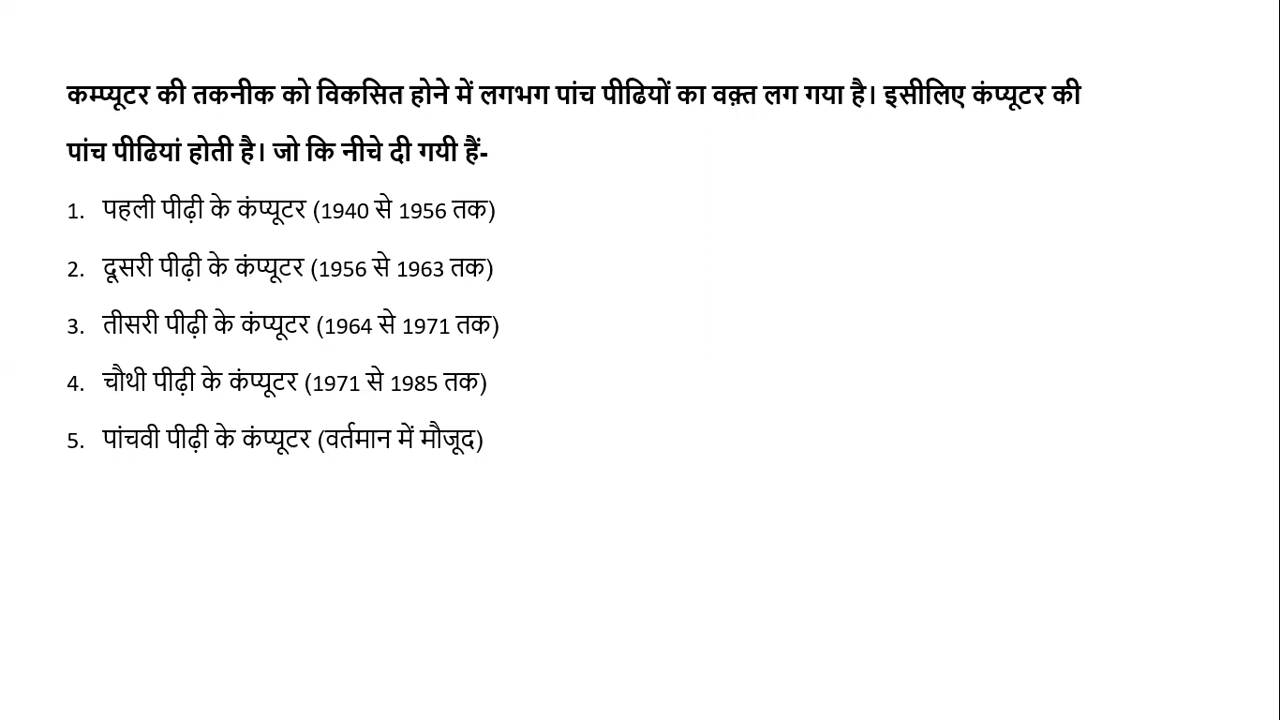 कम्प्यूटर की तकनीक को विकसित होने में लगभग पांच पीढियों का वक़्त लग गया है। इसीलिए कंप्यूटर की
पांच पीढियां होती है। जो कि नीचे दी गयी हैं-
1. पहली पीढ़ी के कंप्यूटर (1940 से 1956 तक)
2. दूसरी पीढ़ी के कंप्यूटर (1956 से 1963 तक)
3. तीसरी पीढ़ी के कंप्यूटर (1964 से 1971 तक)
4. चौथी पीढ़ी के कंप्यूटर (1971 से 1985 तक)
5. पांचवी पीढ़ी के कंप्यूटर (वर्तमान में मौजूद)